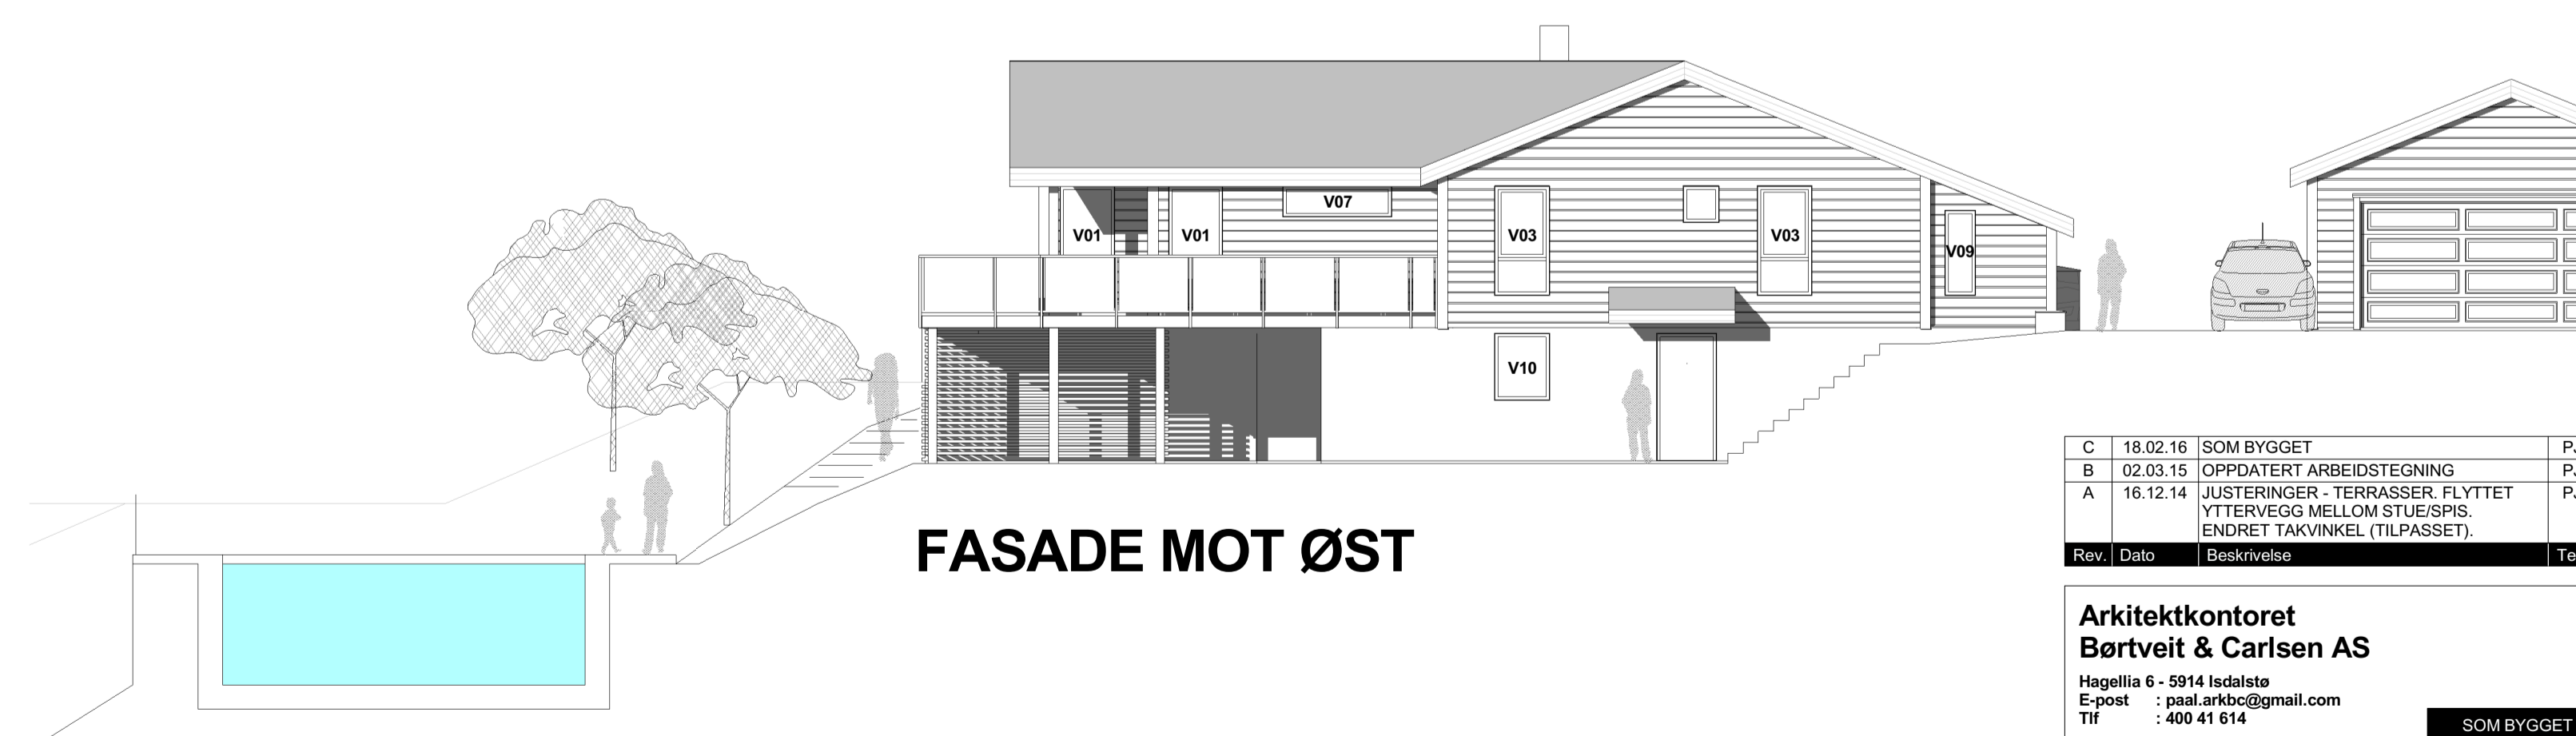 V07
V01 V01 V03 V03
V09
V10
FASADE MOT ØST
C 18.02.16 SOM BYGGET
B 02.03.15 OPPDATERT ARBEIDSTEGNING
A 16.12.14 JUSTERINGER - TERRASSER. FLYTTET
YTTERVEGG MELLOM STUE/SPIS.
ENDRET TAKVINKEL (TILPASSET).
Rev. Dato Beskrivelse
Arkitektkontoret
Børtveit & Carlsen AS
Hagellia 6 - 5914 Isdalstø
E-post : paal.arkbc@gmail.com
Tlf : 400 41 614
SOM BYGGET